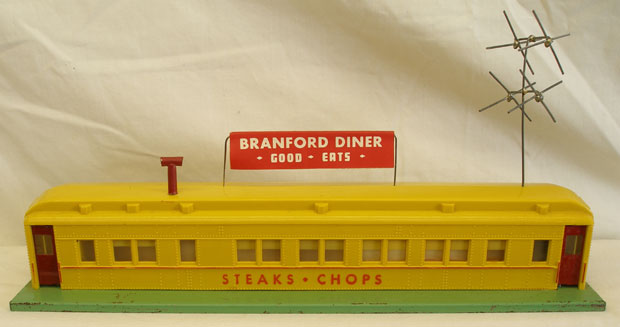 BRANFORD DINER
• GOOD • EATS •
STEAKS • CHOPS